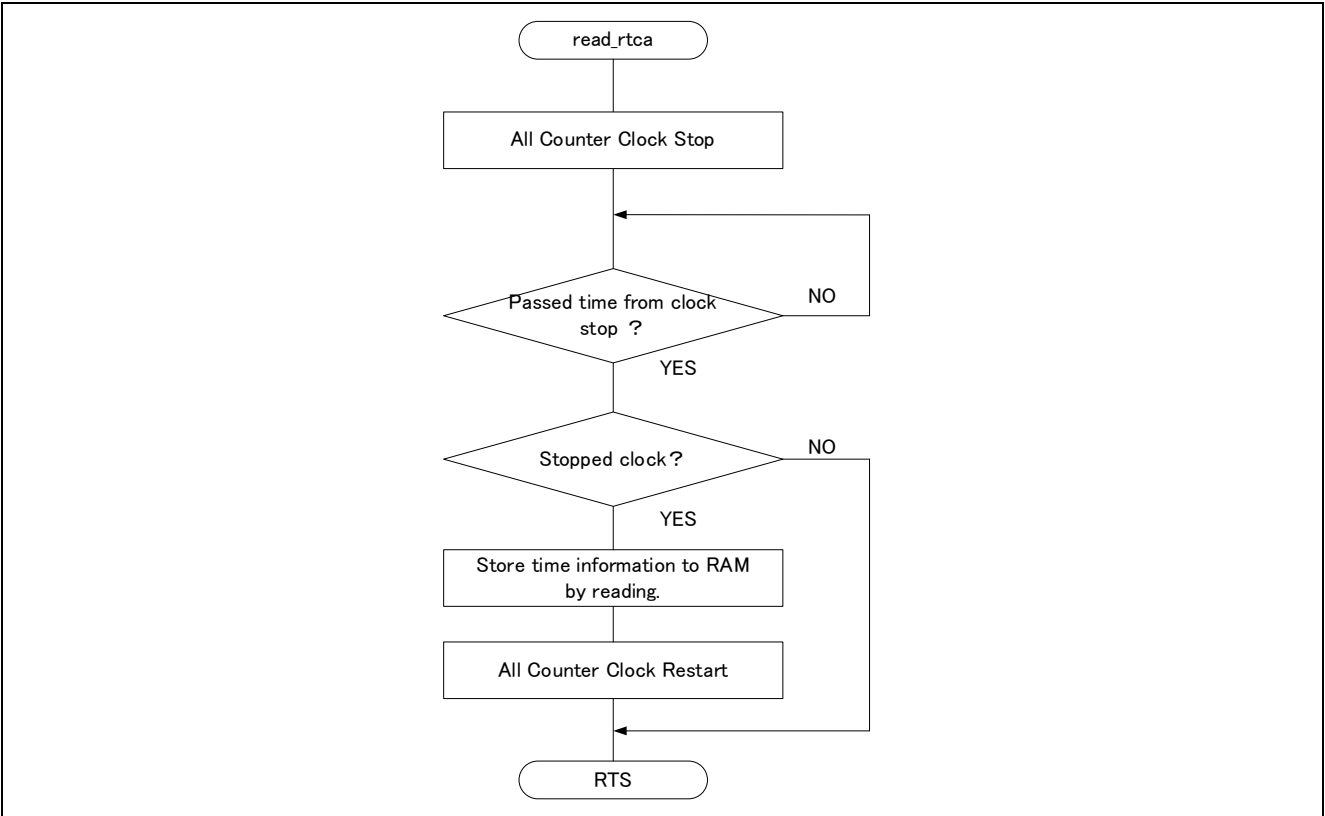 read_rtca
All Counter Clock Stop
Passed time from clock
stop ？
NO
YES
Stopped clock？
NO
YES
Store time information to RAM
by reading.
All Counter Clock Restart
RTS